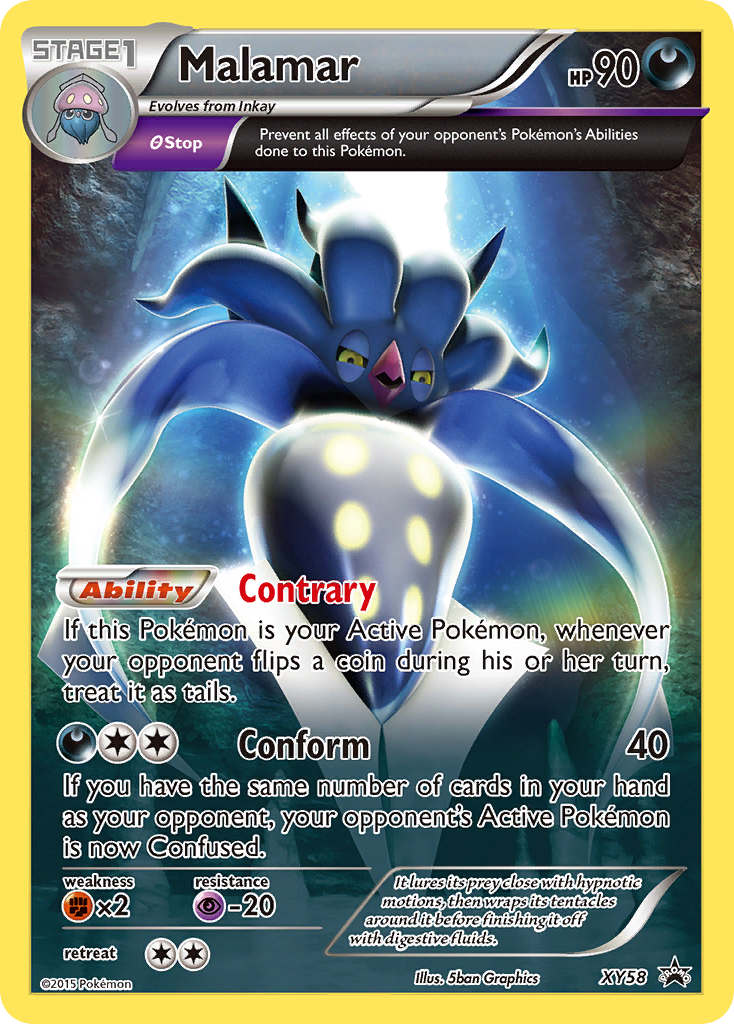 STAGE1
Malamar
HP90
Evolves from Inkay
θ Stop
Prevent all effects of your opponent's Pokémon's Abilities
done to this Pokémon.
Ability Contrary
If this Pokémon is your Active Pokémon, whenever
your opponent flips a coin during his or her turn,
treat it as tails.
Conform 40
If you have the same number of cards in your hand
as your opponent, your opponent's Active Pokémon
is now Confused.
weakness resistance
×2 -20
It lures its prey close with hypnotic
motions, then wraps its tentacles
around it before finishing it off
with digestive fluids.
retreat
©2015 Pokémon
Illus. 5ban Graphics
XY58
PROMO